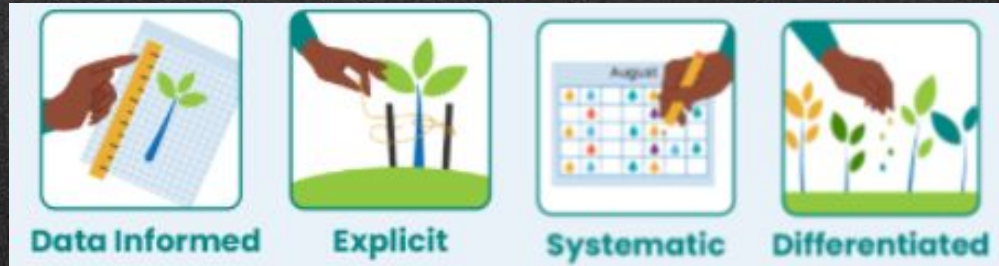 August
Data Informed
Explicit
Systematic
Differentiated